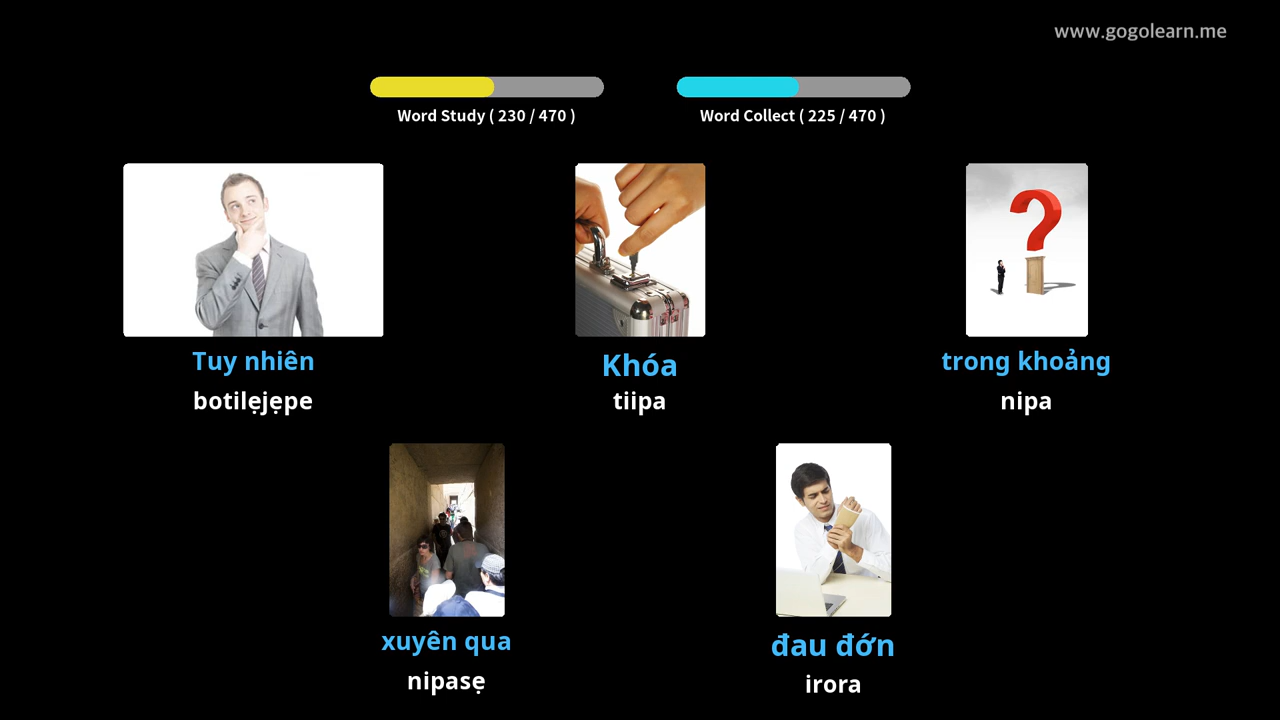 www.gogolearn.me
Word Study ( 230 / 470 )
Word Collect ( 225 / 470 )
Tuy nhiên
botilẹjẹpe
Khóa
tiipa
trong khoảng
nipa
xuyên qua
nipasẹ
đau đớn
irora